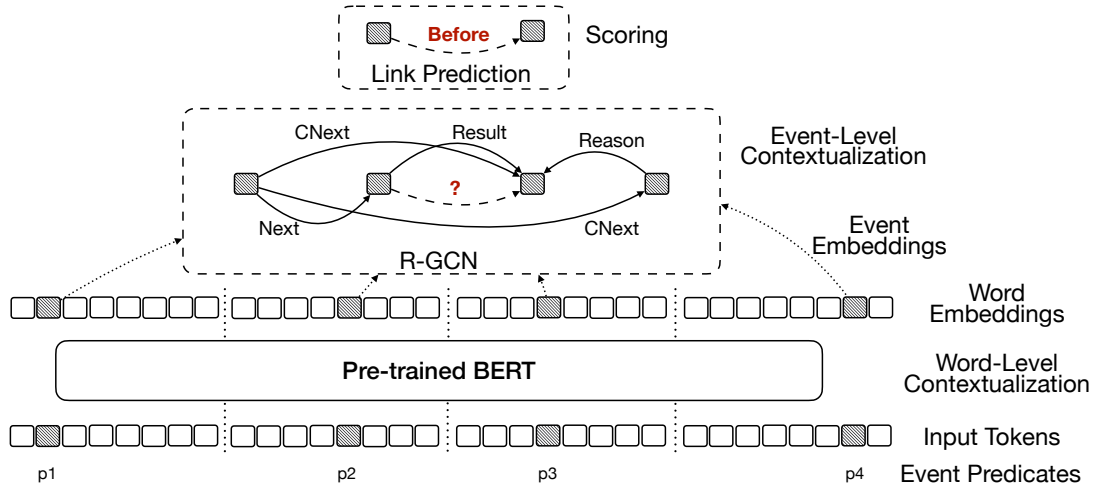 Before
Scoring
Link Prediction
CNext
Result
Reason
Event-Level
Contextualization
?
Next
CNext
Event
Embeddings
R-GCN
Word
Embeddings
Pre-trained BERT
Word-Level
Contextualization
Input Tokens
p1
p2
p3
p4
Event Predicates